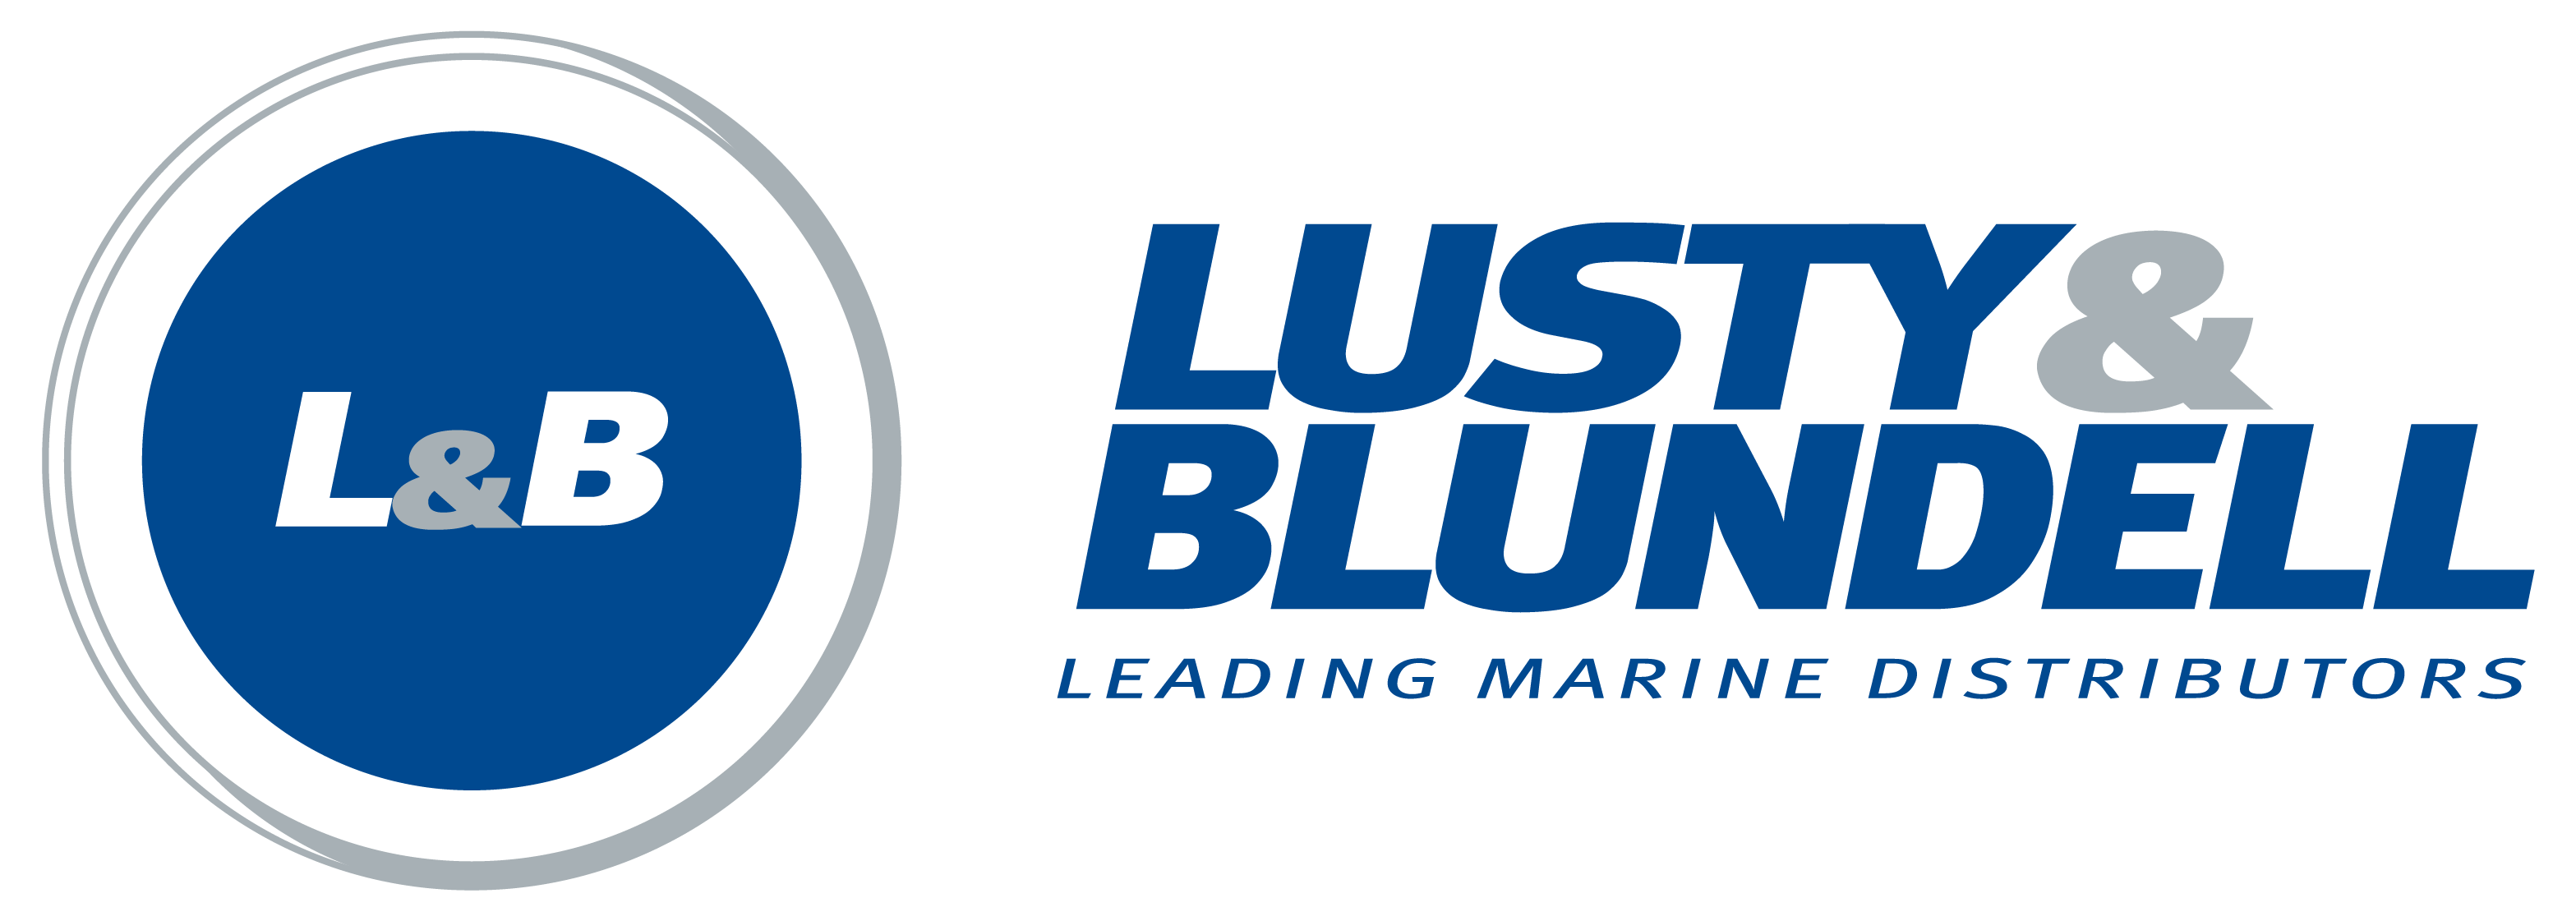 L&B
LUSTY&
BLUNDELL
LEADING MARINE DISTRIBUTORS